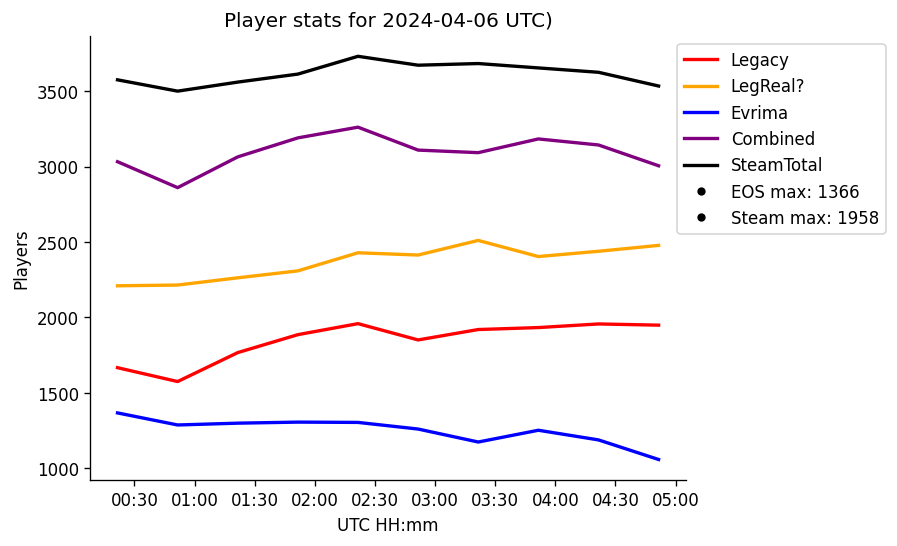 Player stats for 2024-04-06 UTC)
Legacy
LegReal?
Evrima
Combined
SteamTotal
EOS max: 1366
Steam max: 1958
Players
3500
3000
2500
2000
1500
1000
00:30 01:00 01:30 02:00 02:30 03:00 03:30 04:00 04:30 05:00
UTC HH:mm